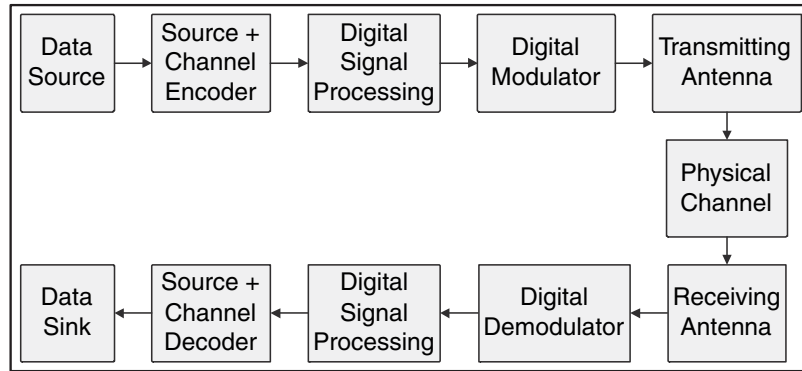 Data
Source
Source +
Channel
Encoder
Digital
Signal
Processing
Digital
Modulator
Transmitting
Antenna
Physical
Channel
Receiving
Antenna
Digital
Demodulator
Digital
Signal
Processing
Source +
Channel
Decoder
Data
Sink